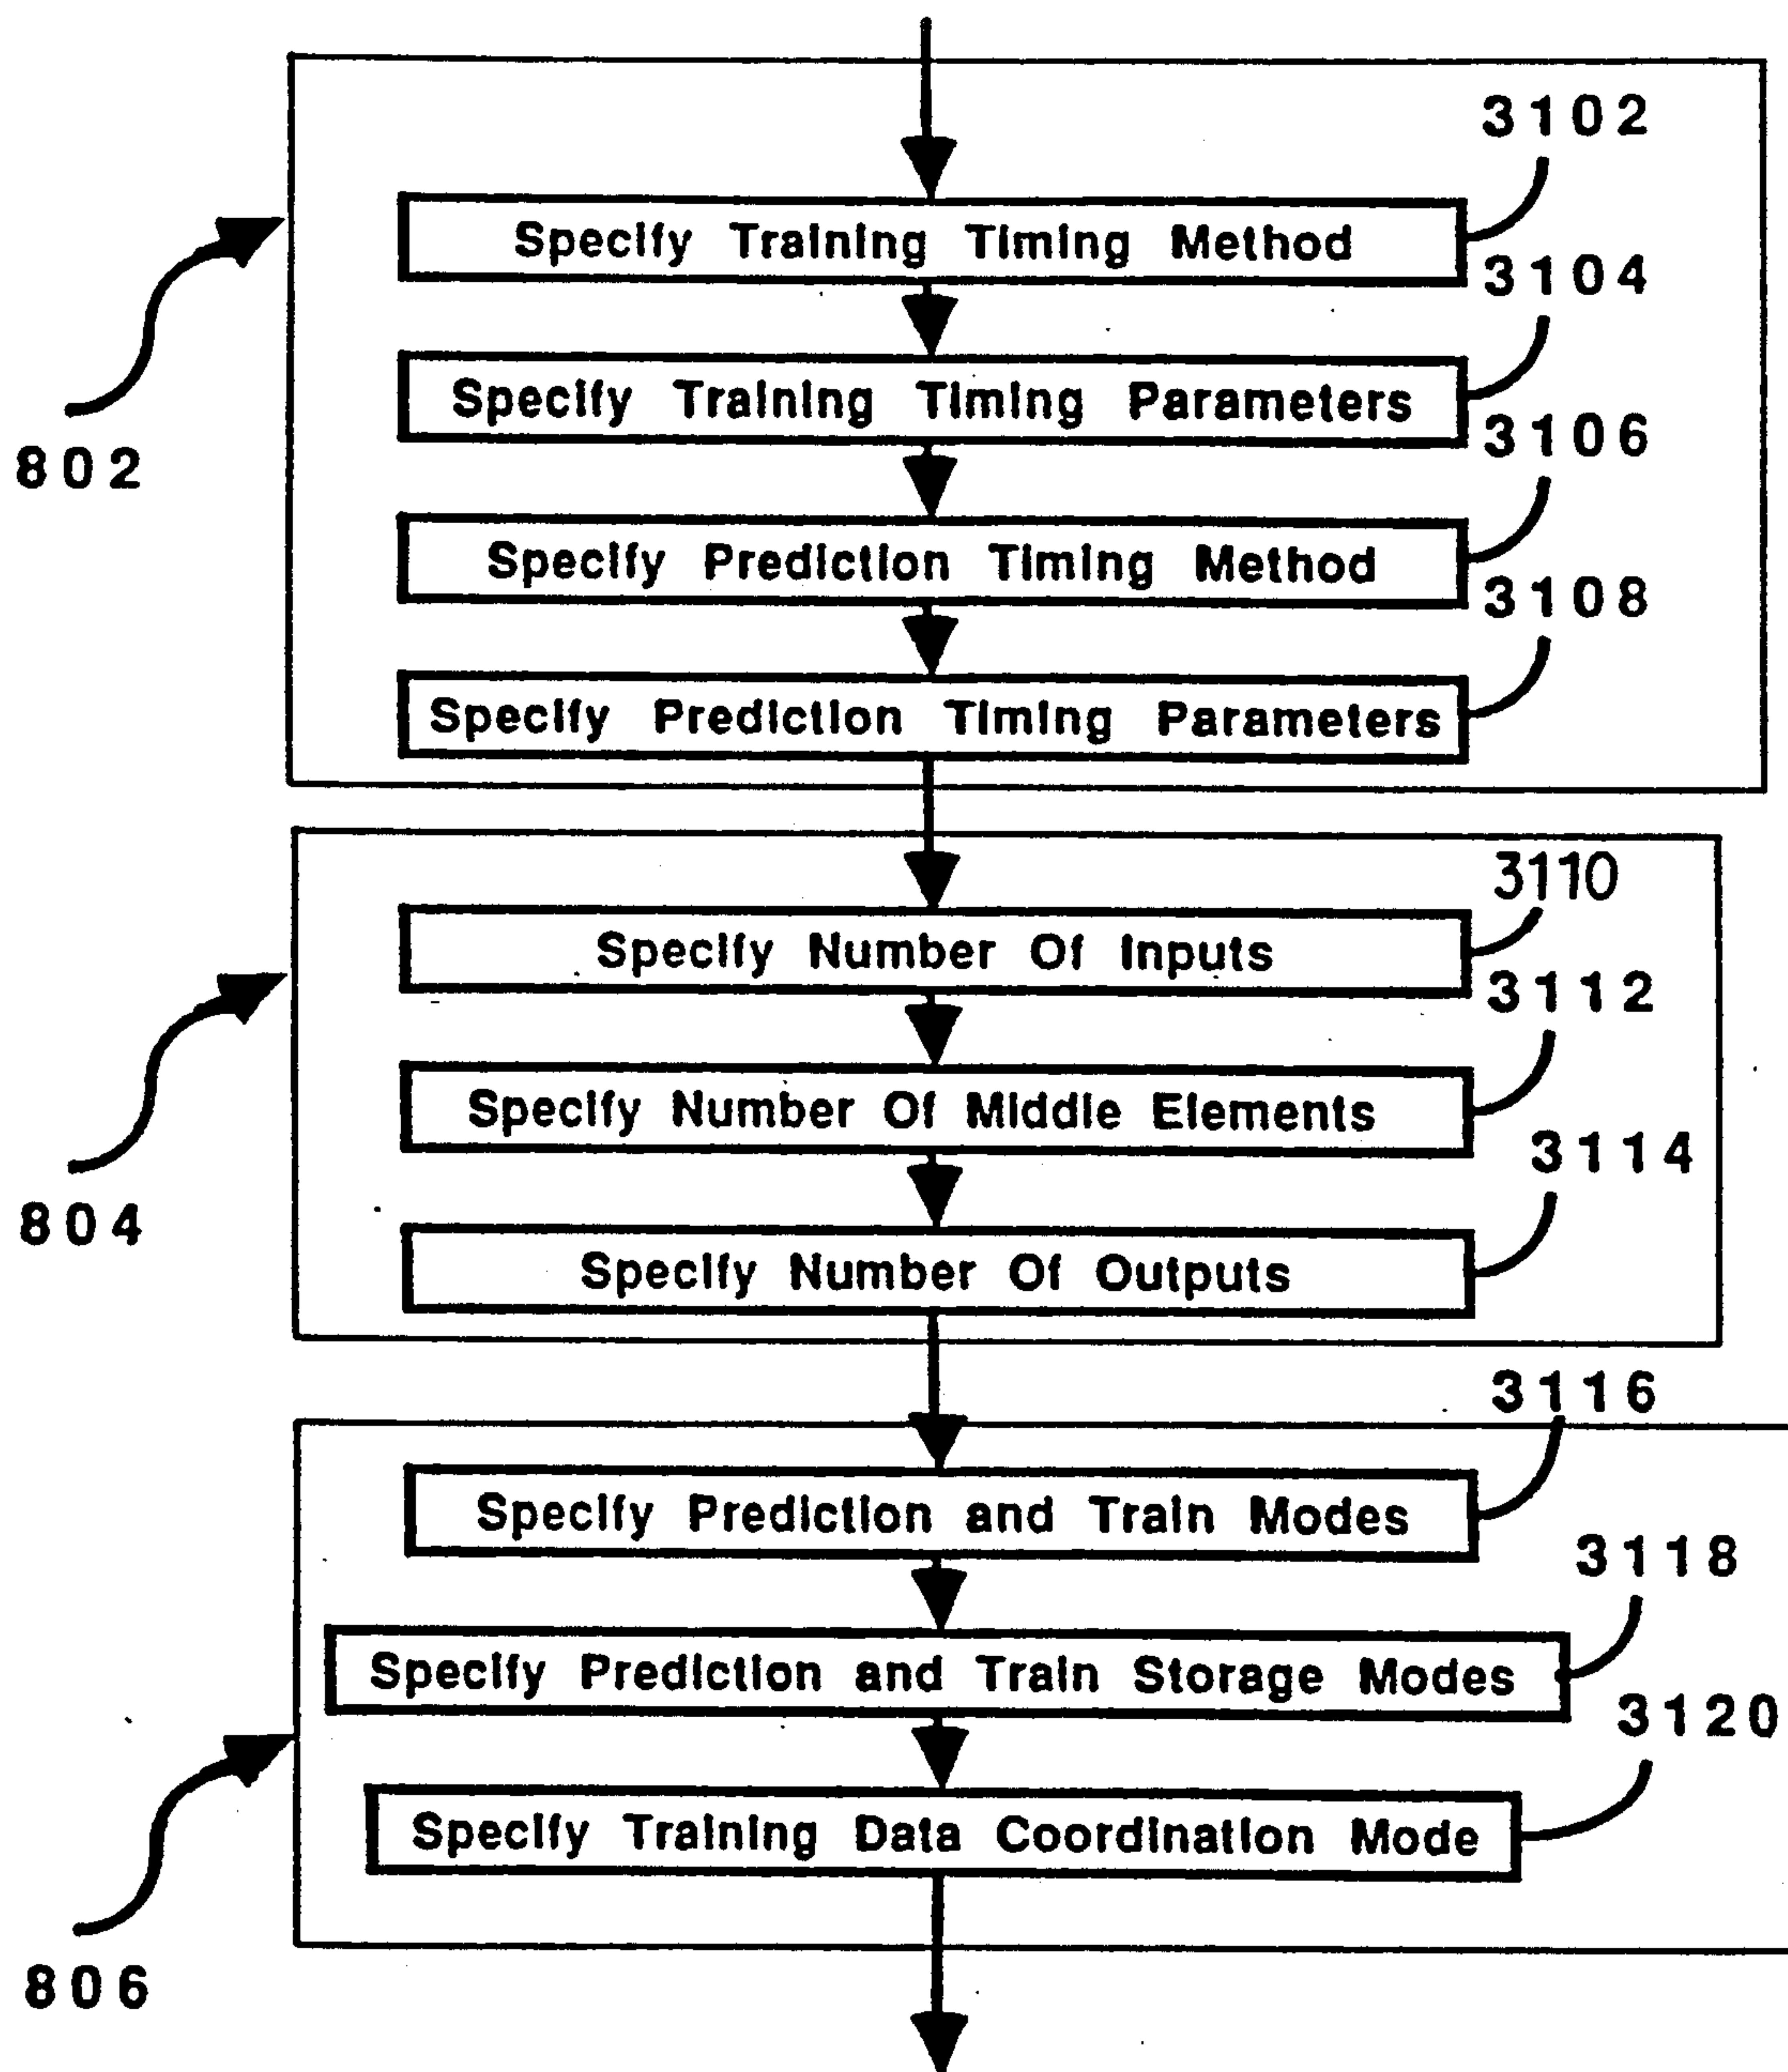 3102
Specify Training Timing Method
3104
Specify Training Timing Parameters
3106
802
Specify Prediction Timing Method
3108
Specify Prediction Timing Parameters
3110
Specify Number Of Inputs
3112
Specify Number Of Middle Elements
3114
804
Specify Number Of Outputs
3116
Specify Prediction and Train Modes
3118
Specify Prediction and Train Storage Modes
3120
Specify Training Data Coordination Mode
806